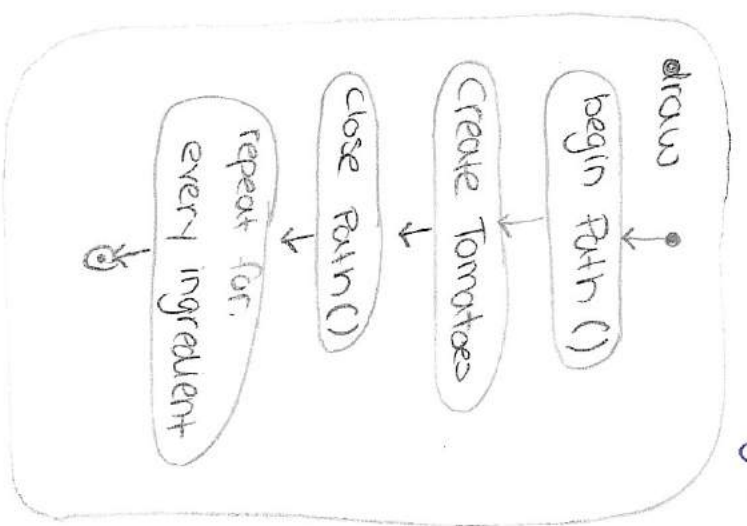 draw
begin Path ()
Create Tomatoes
Close Path()
repeat for
every ingredient